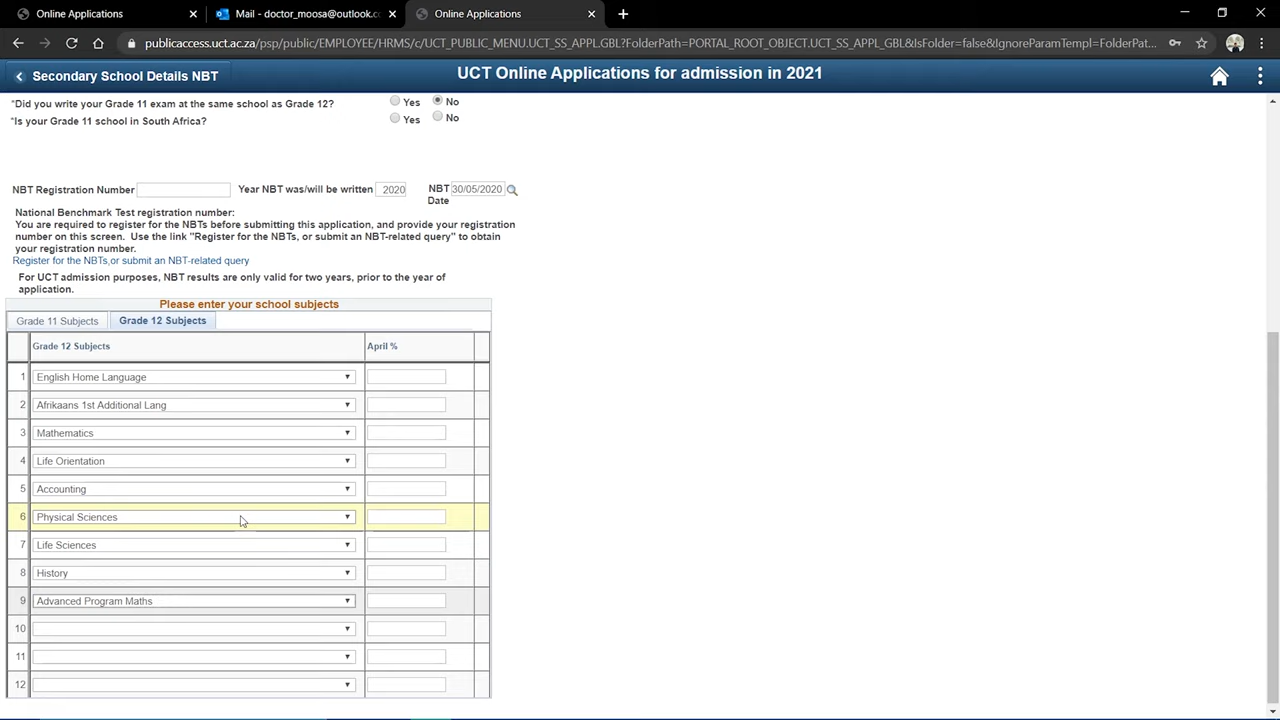 Online Applications
Mail - doctor_moosa@outlook.cc
Online Applications
publicaccess.uct.ac.za/psp/public/EMPLOYEE/HRMS/c/UCT_PUBLIC_MENU.UCT_SS_APPL.GBL?FolderPath=PORTAL_ROOT_OBJECT.UCT_SS_APPL_GBL&IsFolder=false&IgnoreParamTempl=FolderPat...
Secondary School Details NBT
UCT Online Applications for admission in 2021
*Did you write your Grade 11 exam at the same school as Grade 12? Yes No
*Is your Grade 11 school in South Africa? Yes No
NBT Registration Number Year NBT was/will be written 2020 NBT Date 30/05/2020
National Benchmark Test registration number:
You are required to register for the NBTs before submitting this application, and provide your registration
number on this screen. Use the link "Register for the NBTs, or submit an NBT-related query" to obtain
your registration number.
Register for the NBTs,or submit an NBT-related query
For UCT admission purposes, NBT results are only valid for two years, prior to the year of
application.
Please enter your school subjects
Grade 11 Subjects Grade 12 Subjects
Grade 12 Subjects April %
1 English Home Language
2 Afrikaans 1st Additional Lang
3 Mathematics
4 Life Orientation
5 Accounting
6 Physical Sciences
7 Life Sciences
8 History
9 Advanced Program Maths
10
11
12